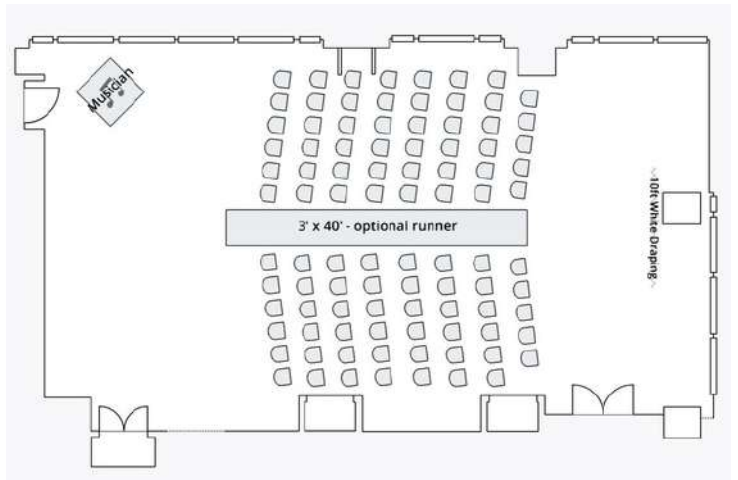 Musician
3' x 40' - optional runner
10ft White Draping